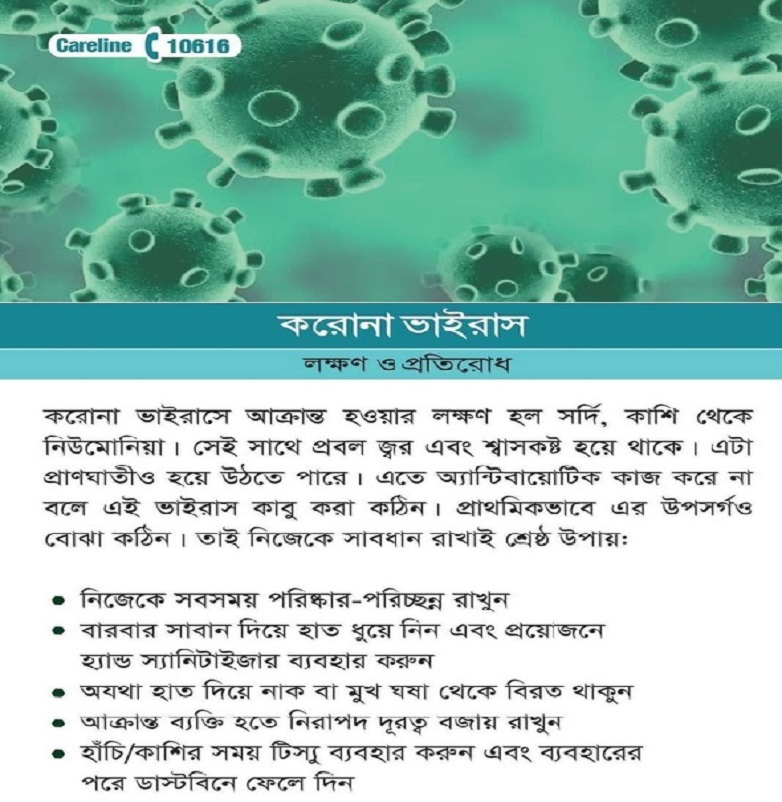 Careline 10616
করোনা ভাইরাস
লক্ষণ ও প্রতিরোধ
করোনা ভাইরাসে আক্রান্ত হওয়ার লক্ষণ হল সর্দি, কাশি থেকে
নিউমোনিয়া। সেই সাথে প্রবল জ্বর এবং শ্বাসকষ্ট হয়ে থাকে। এটা
প্রাণঘাতীও হয়ে উঠতে পারে। এতে অ্যান্টিবায়োটিক কাজ করে না
বলে এই ভাইরাস কাবু করা কঠিন। প্রাথমিকভাবে এর উপসর্গও
বোঝা কঠিন। তাই নিজেকে সাবধান রাখাই শ্রেষ্ঠ উপায়ঃ
• নিজেকে সবসময় পরিষ্কার-পরিচ্ছন্ন রাখুন
• বারবার সাবান দিয়ে হাত ধুয়ে নিন এবং প্রয়োজনে
হ্যান্ড স্যানিটাইজার ব্যবহার করুন
• অযথা হাত দিয়ে নাক বা মুখ ঘষা থেকে বিরত থাকুন
• আক্রান্ত ব্যক্তি হতে নিরাপদ দূরত্ব বজায় রাখুন
• হাঁচি/কাশির সময় টিস্যু ব্যবহার করুন এবং ব্যবহারের
পরে ডাস্টবিনে ফেলে দিন